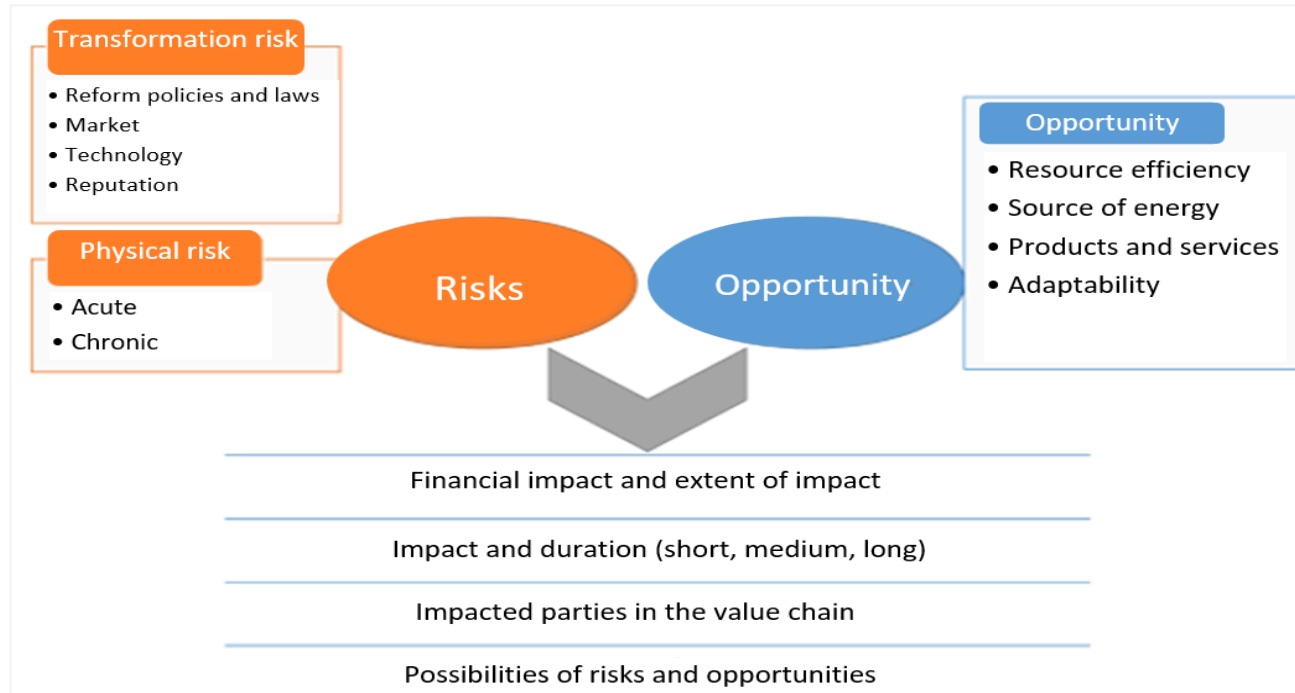 Transformation risk
• Reform policies and laws
• Market
• Technology
• Reputation
Physical risk
• Acute
• Chronic
Risks
Opportunity
Opportunity
• Resource efficiency
• Source of energy
• Products and services
• Adaptability
Financial impact and extent of impact
Impact and duration (short, medium, long)
Impacted parties in the value chain
Possibilities of risks and opportunities